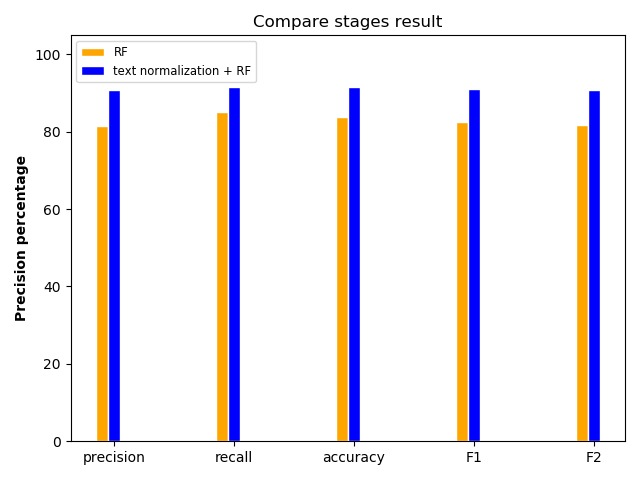 Compare stages result
RF
text normalization + RF
Precision percentage
100
80
60
40
20
0
precision recall accuracy F1 F2